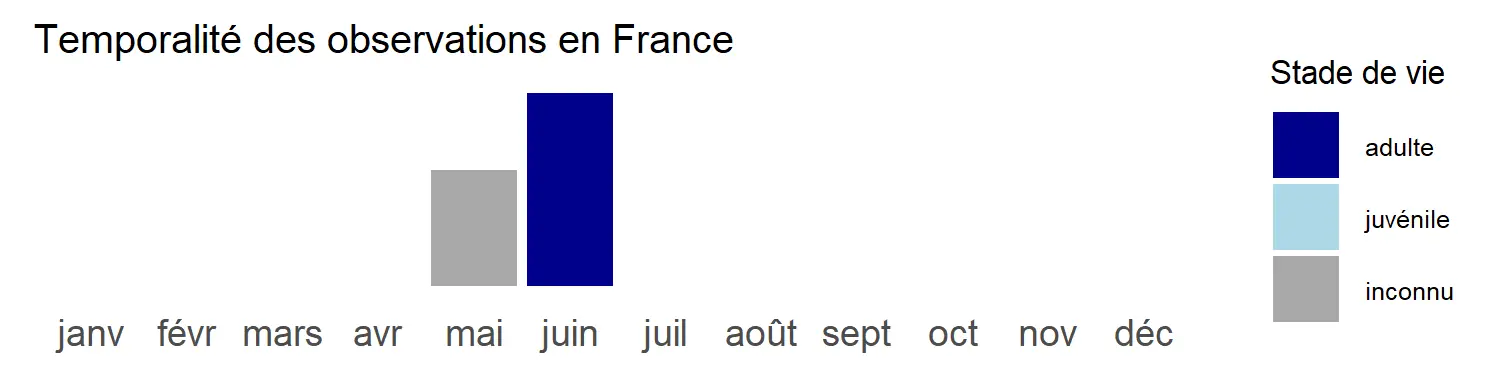 Temporalité des observations en France
Stade de vie
adulte
juvénile
inconnu
janv févr mars avr mai juin juil août sept oct nov déc